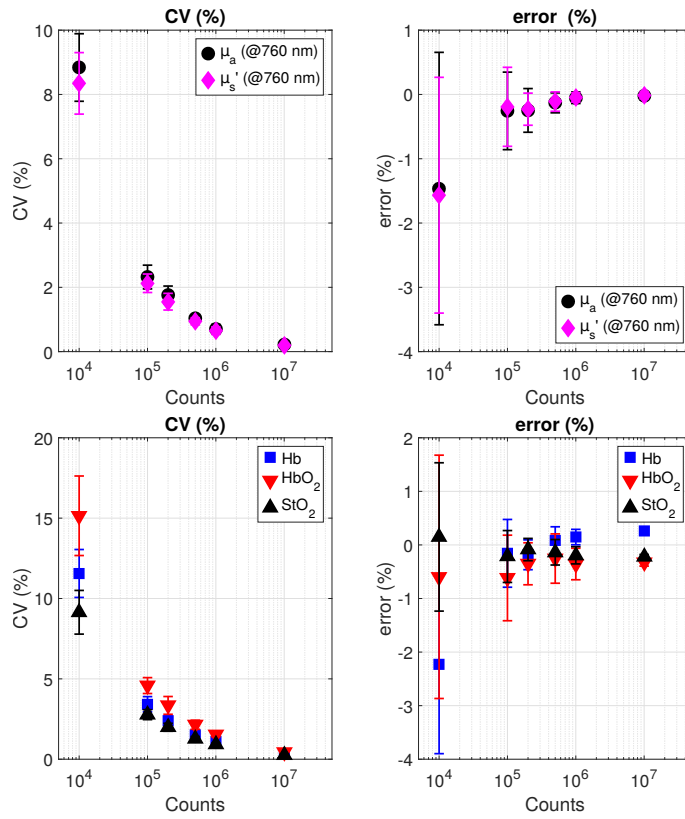 CV (%)
10
8
6
4
2
0
CV (%)
μa (@760 nm)
μs' (@760 nm)
10^4
10^5
10^6
10^7
Counts
error (%)
1
0
-1
-2
-3
-4
error (%)
μa (@760 nm)
μs' (@760 nm)
10^4
10^5
10^6
10^7
Counts
CV (%)
20
15
10
5
0
CV (%)
Hb
HbO2
StO2
10^4
10^5
10^6
10^7
Counts
error (%)
2
1
0
-1
-2
-3
-4
error (%)
Hb
HbO2
StO2
10^4
10^5
10^6
10^7
Counts